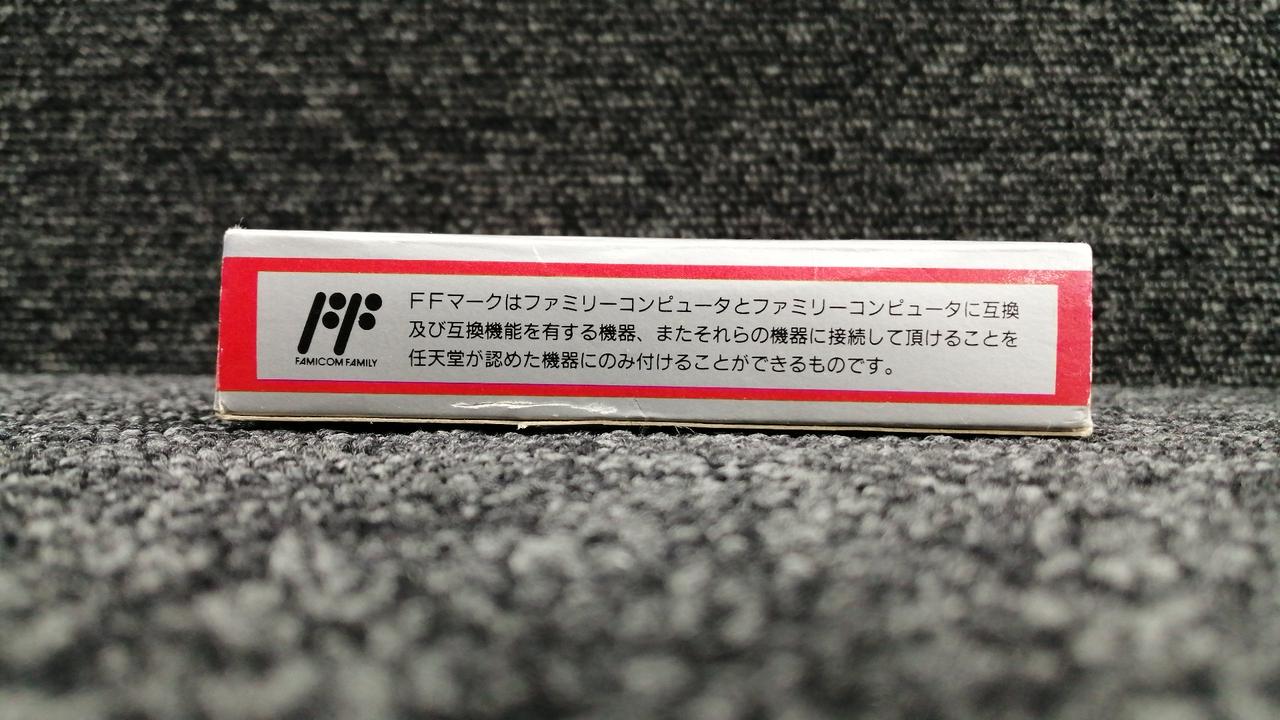 FAMICOM FAMILY
FFマークはファミリーコンピュータとファミリーコンピュータに互換
及び互換機能を有する機器、またそれらの機器に接続して頂けることを
任天堂が認めた機器にのみ付けることができるものです。